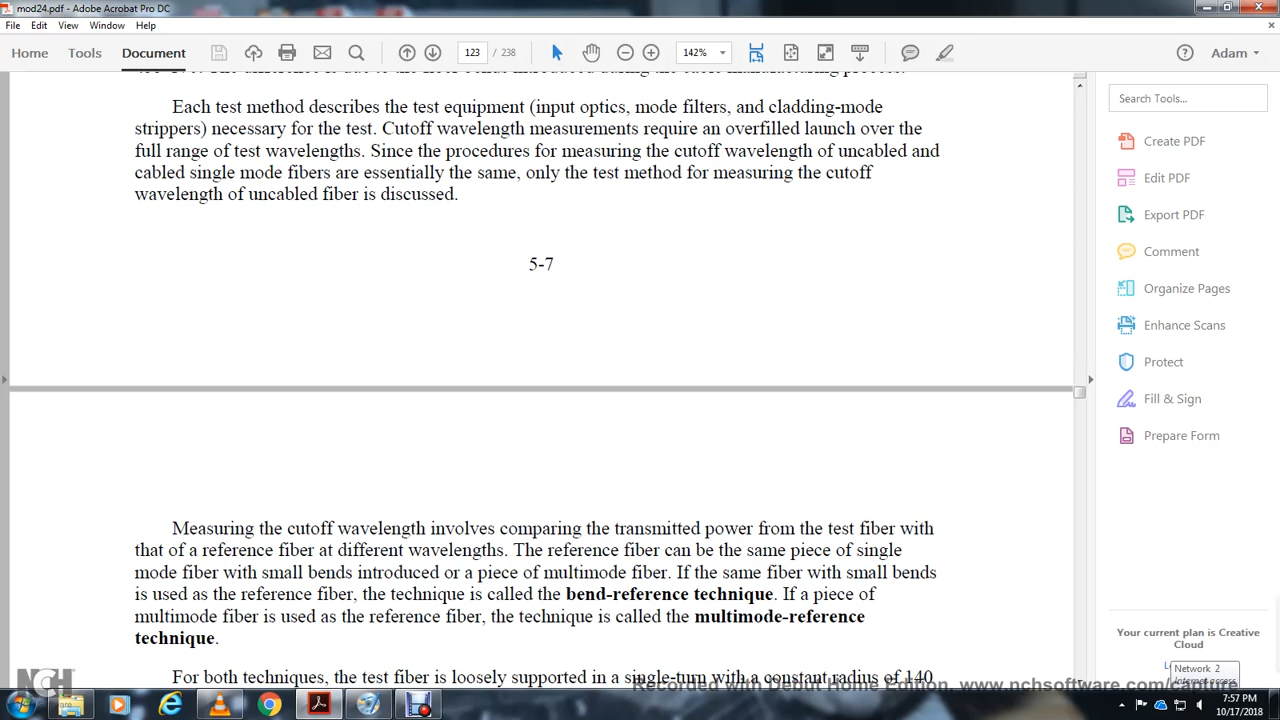 mod24.pdf - Adobe Acrobat Pro DC
File Edit View Window Help
Home Tools Document 123 / 238 142% Adam
Each test method describes the test equipment (input optics, mode filters, and cladding-mode
strippers) necessary for the test. Cutoff wavelength measurements require an overfilled launch over the
full range of test wavelengths. Since the procedures for measuring the cutoff wavelength of uncabled and
cabled single mode fibers are essentially the same, only the test method for measuring the cutoff
wavelength of uncabled fiber is discussed.
5-7
Measuring the cutoff wavelength involves comparing the transmitted power from the test fiber with
that of a reference fiber at different wavelengths. The reference fiber can be the same piece of single
mode fiber with small bends introduced or a piece of multimode fiber. If the same fiber with small bends
is used as the reference fiber, the technique is called the bend-reference technique. If a piece of
multimode fiber is used as the reference fiber, the technique is called the multimode-reference
technique.
For both techniques, the test fiber is loosely supported in a single-turn with a constant radius of 140
Search Tools...
Create PDF
Edit PDF
Export PDF
Comment
Organize Pages
Enhance Scans
Protect
Fill & Sign
Prepare Form
Your current plan is Creative
Cloud
Network 2
Internet access
NCH
Recorded with Debut Home Edition. www.nchsoftware.com/capture
7:57 PM
10/17/2018